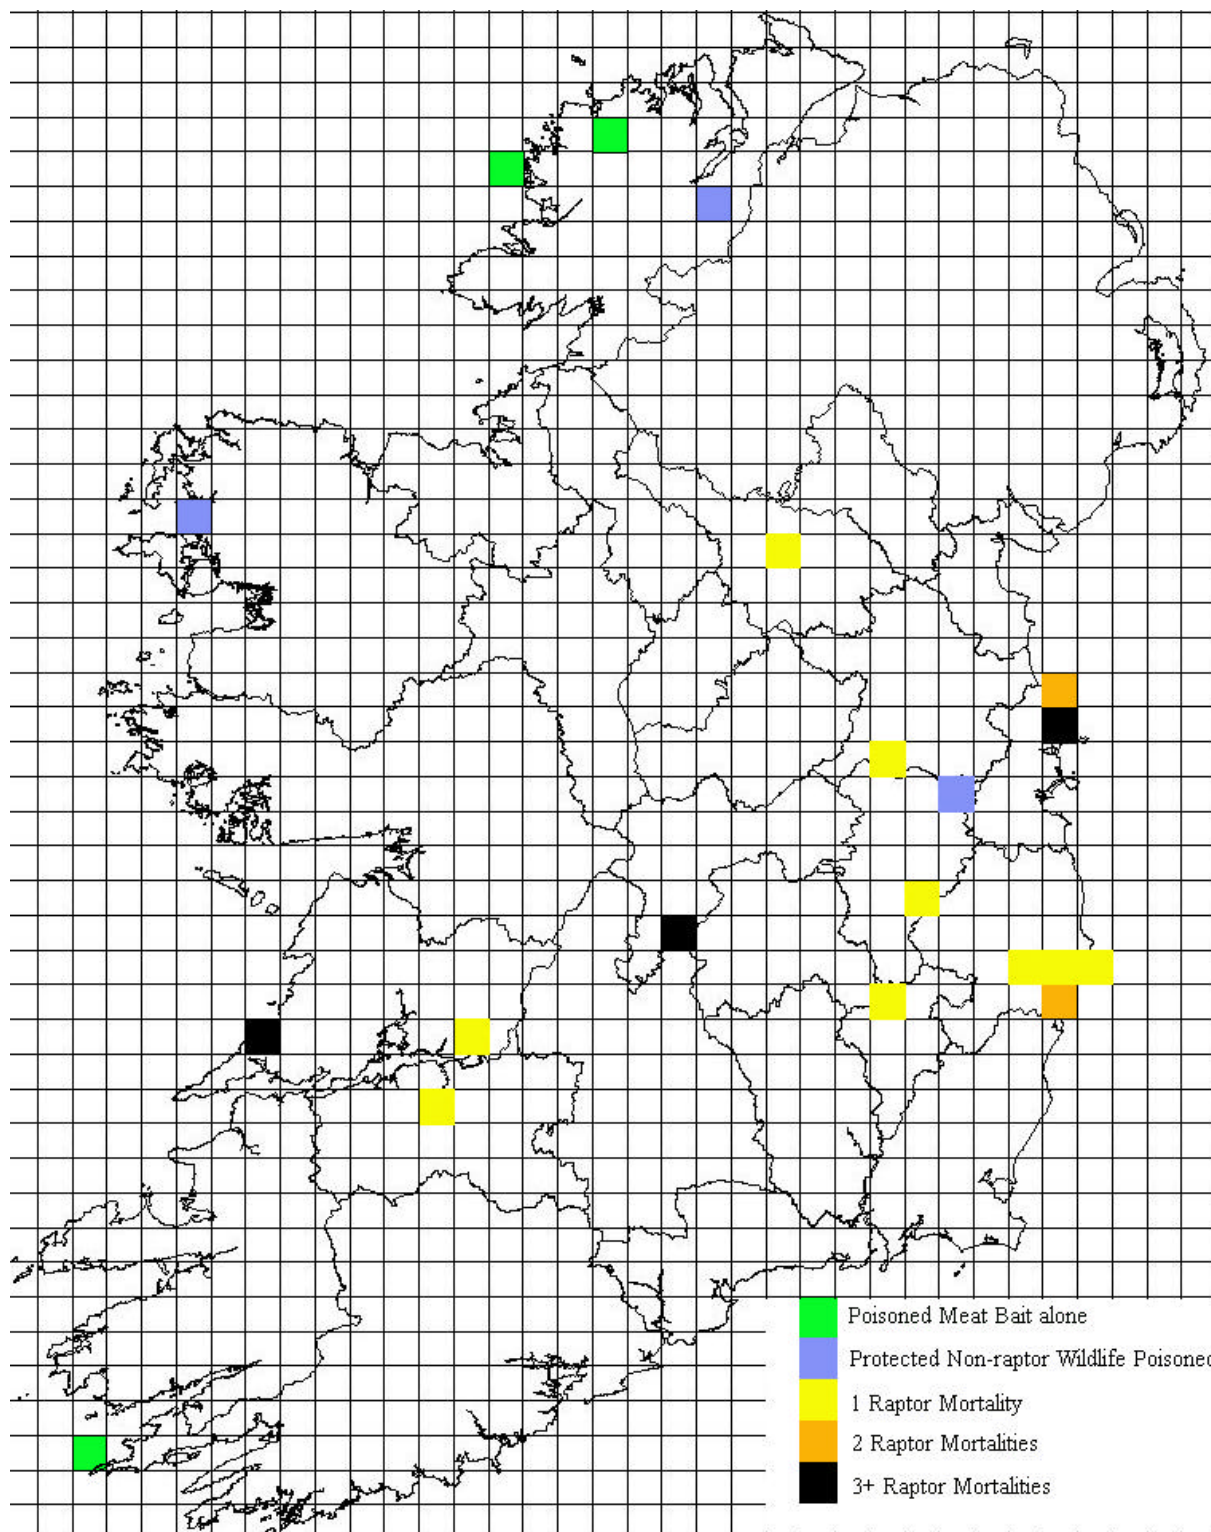 Poisoned Meat Bait alone
Protected Non-raptor Wildlife Poisoned
1 Raptor Mortality
2 Raptor Mortalities
3+ Raptor Mortalities